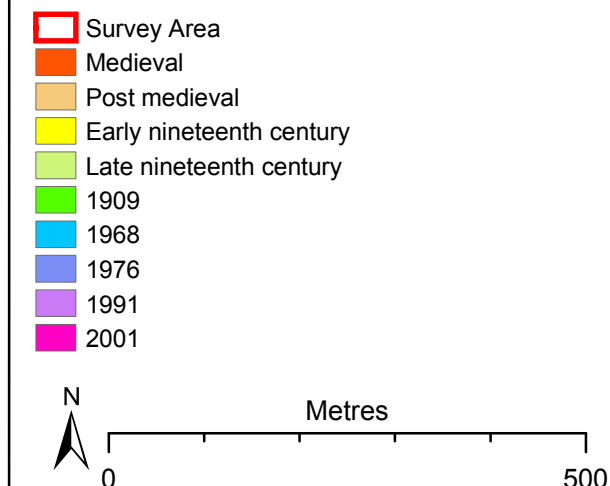 Survey Area
Medieval
Post medieval
Early nineteenth century
Late nineteenth century
1909
1968
1976
1991
2001
N
Metres
0 500